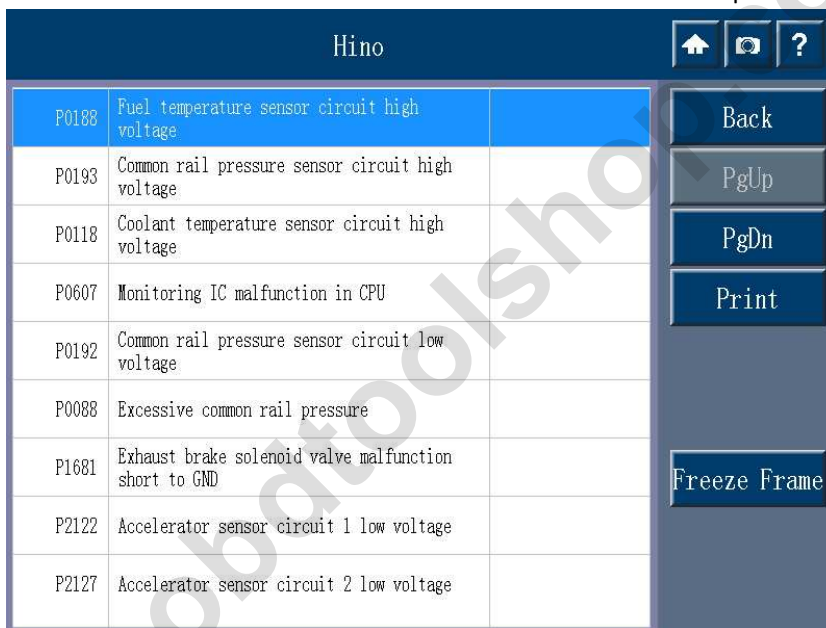 Hino
?
P0188 Fuel temperature sensor circuit high
voltage
Back
P0193 Common rail pressure sensor circuit high
voltage
PgUp
P0118 Coolant temperature sensor circuit high
voltage
PgDn
P0607 Monitoring IC malfunction in CPU
Print
P0192 Common rail pressure sensor circuit low
voltage
P0088 Excessive common rail pressure
P1681 Exhaust brake solenoid valve malfunction
short to GND
Freeze Frame
P2122 Accelerator sensor circuit 1 low voltage
P2127 Accelerator sensor circuit 2 low voltage
obdtoolshop.co